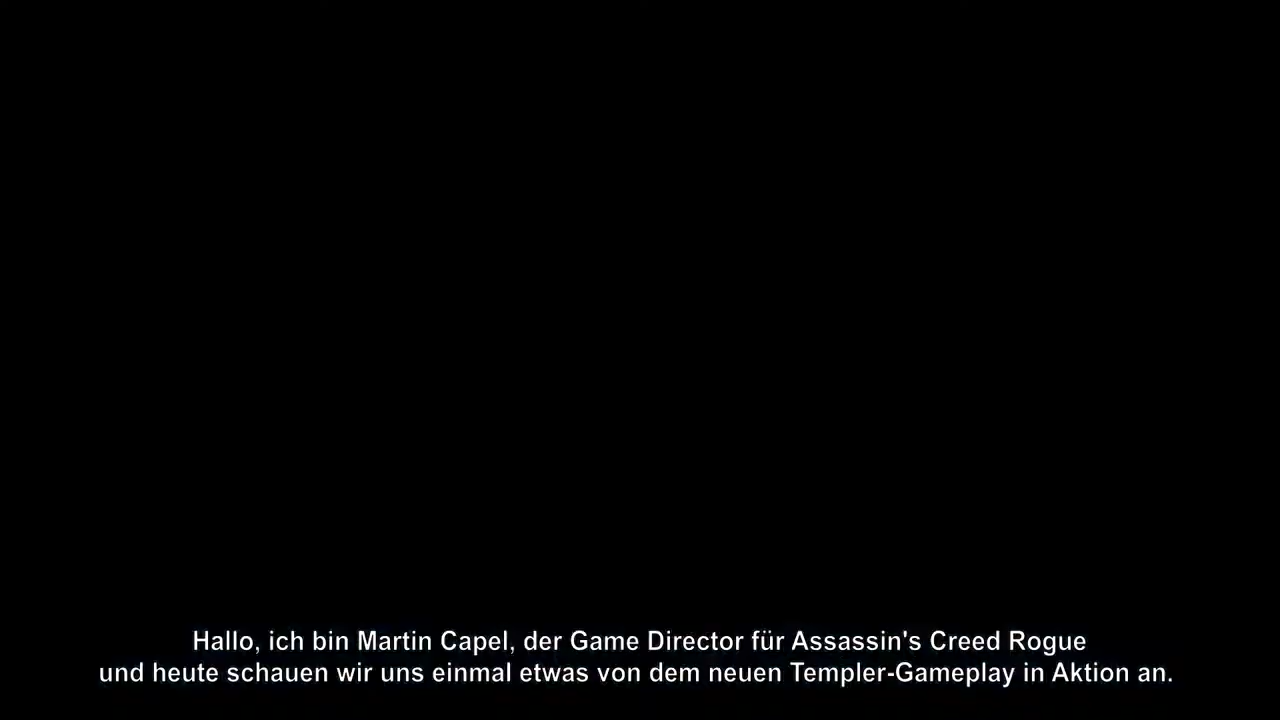 Hallo, ich bin Martin Capel, der Game Director für Assassin's Creed Rogue
und heute schauen wir uns einmal etwas von dem neuen Templer-Gameplay in Aktion an.